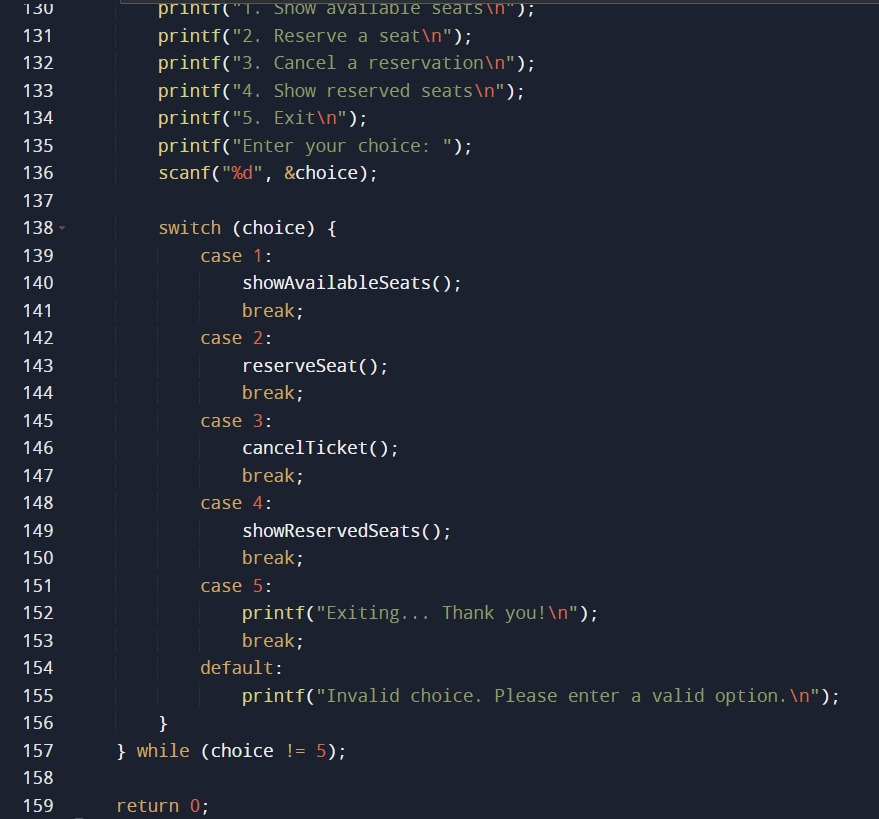 130 printf("1. Show available seats\n");
131 printf("2. Reserve a seat\n");
132 printf("3. Cancel a reservation\n");
133 printf("4. Show reserved seats\n");
134 printf("5. Exit\n");
135 printf("Enter your choice: ");
136 scanf("%d", &choice);
137
138 switch (choice) {
139 case 1:
140 showAvailableSeats();
141 break;
142 case 2:
143 reserveSeat();
144 break;
145 case 3:
146 cancelTicket();
147 break;
148 case 4:
149 showReservedSeats();
150 break;
151 case 5:
152 printf("Exiting... Thank you!\n");
153 break;
154 default:
155 printf("Invalid choice. Please enter a valid option.\n");
156 }
157 } while (choice != 5);
158
159 return 0;